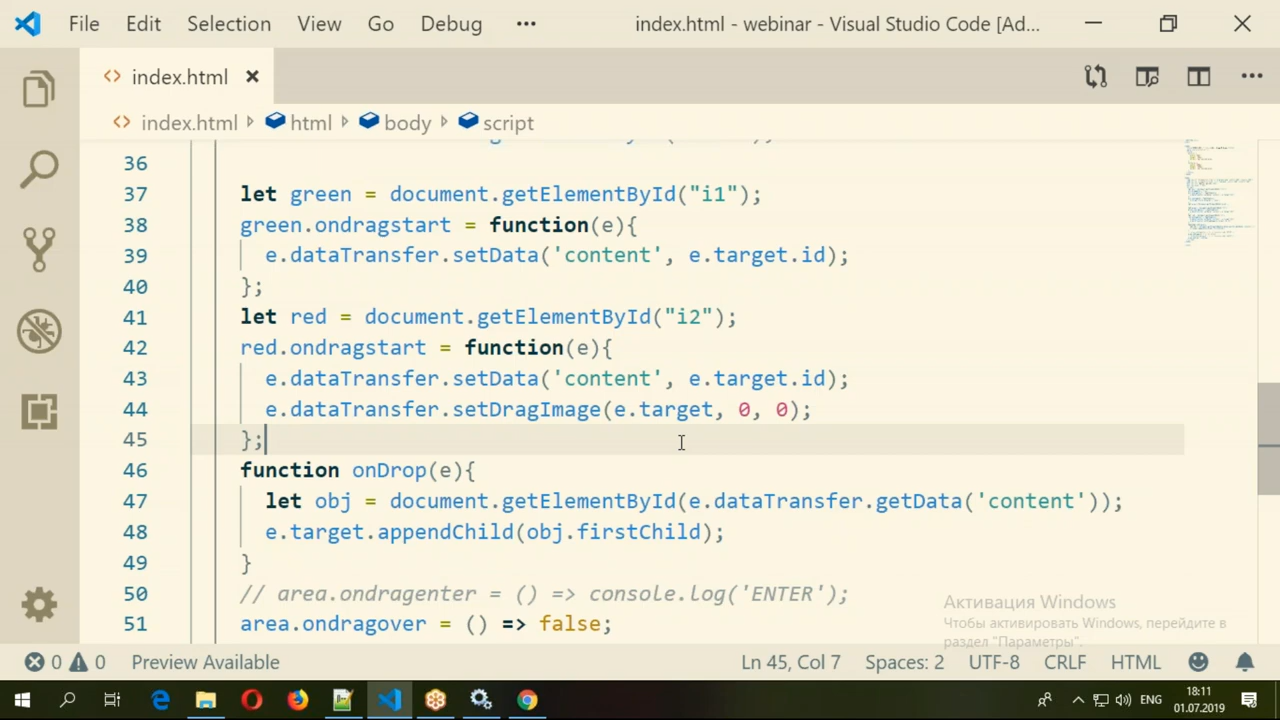 File Edit Selection View Go Debug ••• index.html - webinar - Visual Studio Code [Ad...
index.html
index.html html body script
36
37 let green = document.getElementById("i1");
38 green.ondragstart = function(e){
39 e.dataTransfer.setData('content', e.target.id);
40 };
41 let red = document.getElementById("i2");
42 red.ondragstart = function(e){
43 e.dataTransfer.setData('content', e.target.id);
44 e.dataTransfer.setDragImage(e.target, 0, 0);
45 };
46 function onDrop(e){
47 let obj = document.getElementById(e.dataTransfer.getData('content'));
48 e.target.appendChild(obj.firstChild);
49 }
50 // area.ondragenter = () => console.log('ENTER');
51 area.ondragover = () => false;
Активация Windows
Чтобы активировать Windows, перейдите в
раздел "Параметры".
0 0 Preview Available Ln 45, Col 7 Spaces: 2 UTF-8 CRLF HTML
ENG 18:11
01.07.2019